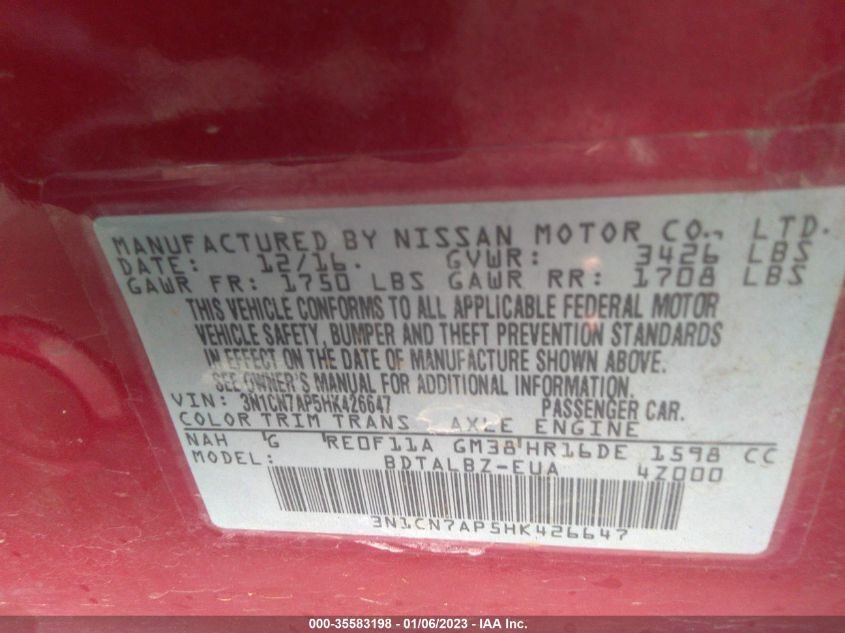 MANUFACTURED BY NISSAN MOTOR CO., LTD.
DATE: 12/16. GVWR: 3426 LBS
GAWR FR: 1750 LBS GAWR RR: 1708 LBS
THIS VEHICLE CONFORMS TO ALL APPLICABLE FEDERAL MOTOR
VEHICLE SAFETY, BUMPER AND THEFT PREVENTION STANDARDS
IN EFFECT ON THE DATE OF MANUFACTURE SHOWN ABOVE.
SEE OWNER'S MANUAL FOR ADDITIONAL INFORMATION.
VIN: 3N1CN7AP5HK426647 PASSENGER CAR.
COLOR TRIM TRANS AXLE ENGINE
NAH G RE0F11A GM38 HR16DE 1598 CC
MODEL: BDTALBZ-EUA 4Z000
3N1CN7AP5HK426647
000-35583198 - 01/06/2023 - IAA Inc.